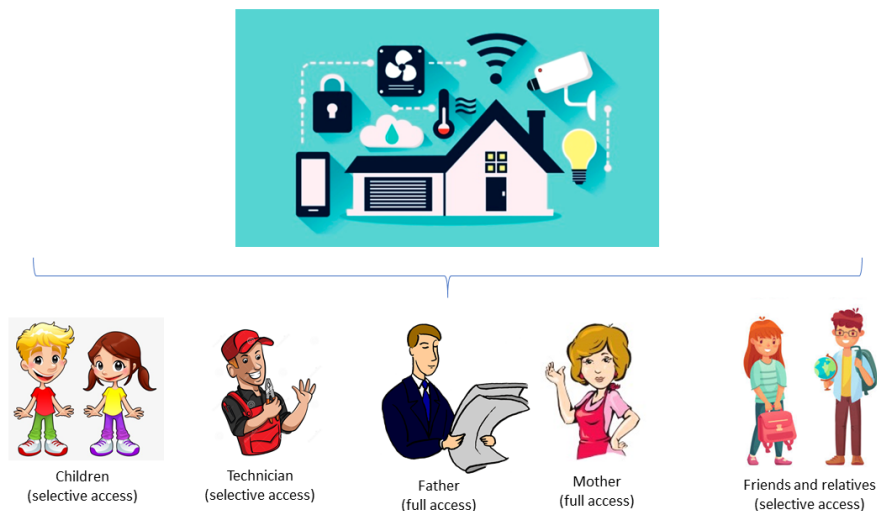 Children
(selective access)
Technician
(selective access)
Father
(full access)
Mother
(full access)
Friends and relatives
(selective access)